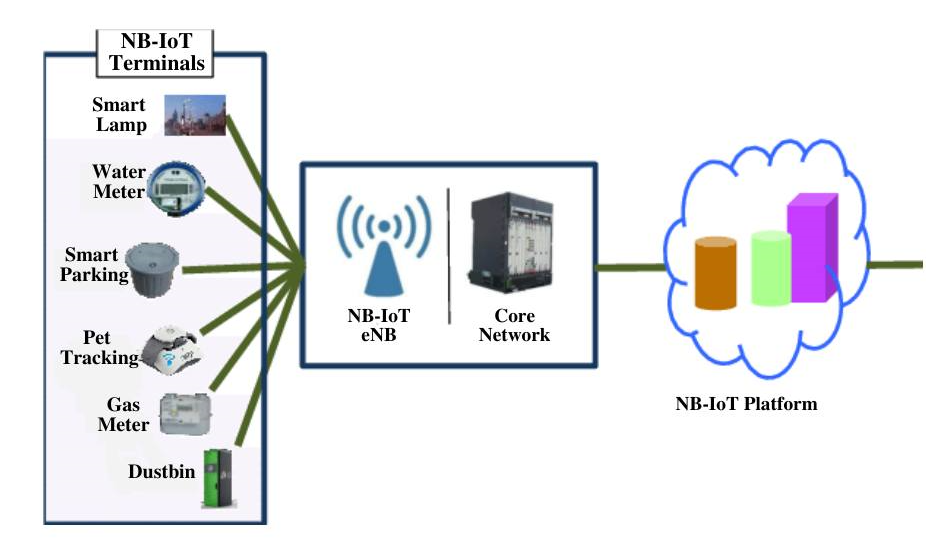 NB-IoT
Terminals
Smart
Lamp
Water
Meter
Smart
Parking
Pet
Tracking
Gas
Meter
Dustbin
NB-IoT
eNB
Core
Network
NB-IoT Platform